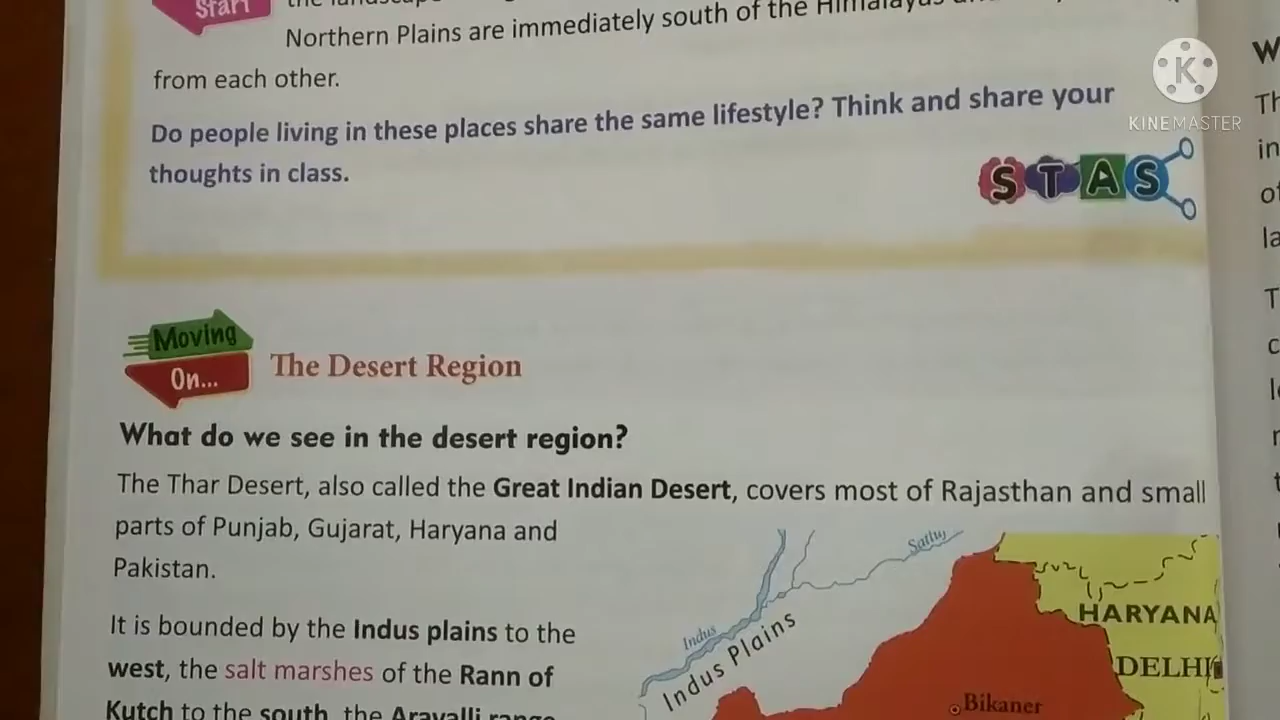 Start
the landscape
Northern Plains are immediately south of the Himalayas
from each other.
Do people living in these places share the same lifestyle? Think and share your
thoughts in class.
STAS
KINEMASTER
Moving
On...
The Desert Region
What do we see in the desert region?
The Thar Desert, also called the Great Indian Desert, covers most of Rajasthan and small
parts of Punjab, Gujarat, Haryana and
Pakistan.
It is bounded by the Indus plains to the
west, the salt marshes of the Rann of
Kutch to the south, the Aravalli range
Satluj
Indus
Indus Plains
HARYANA
DELHI
Bikaner